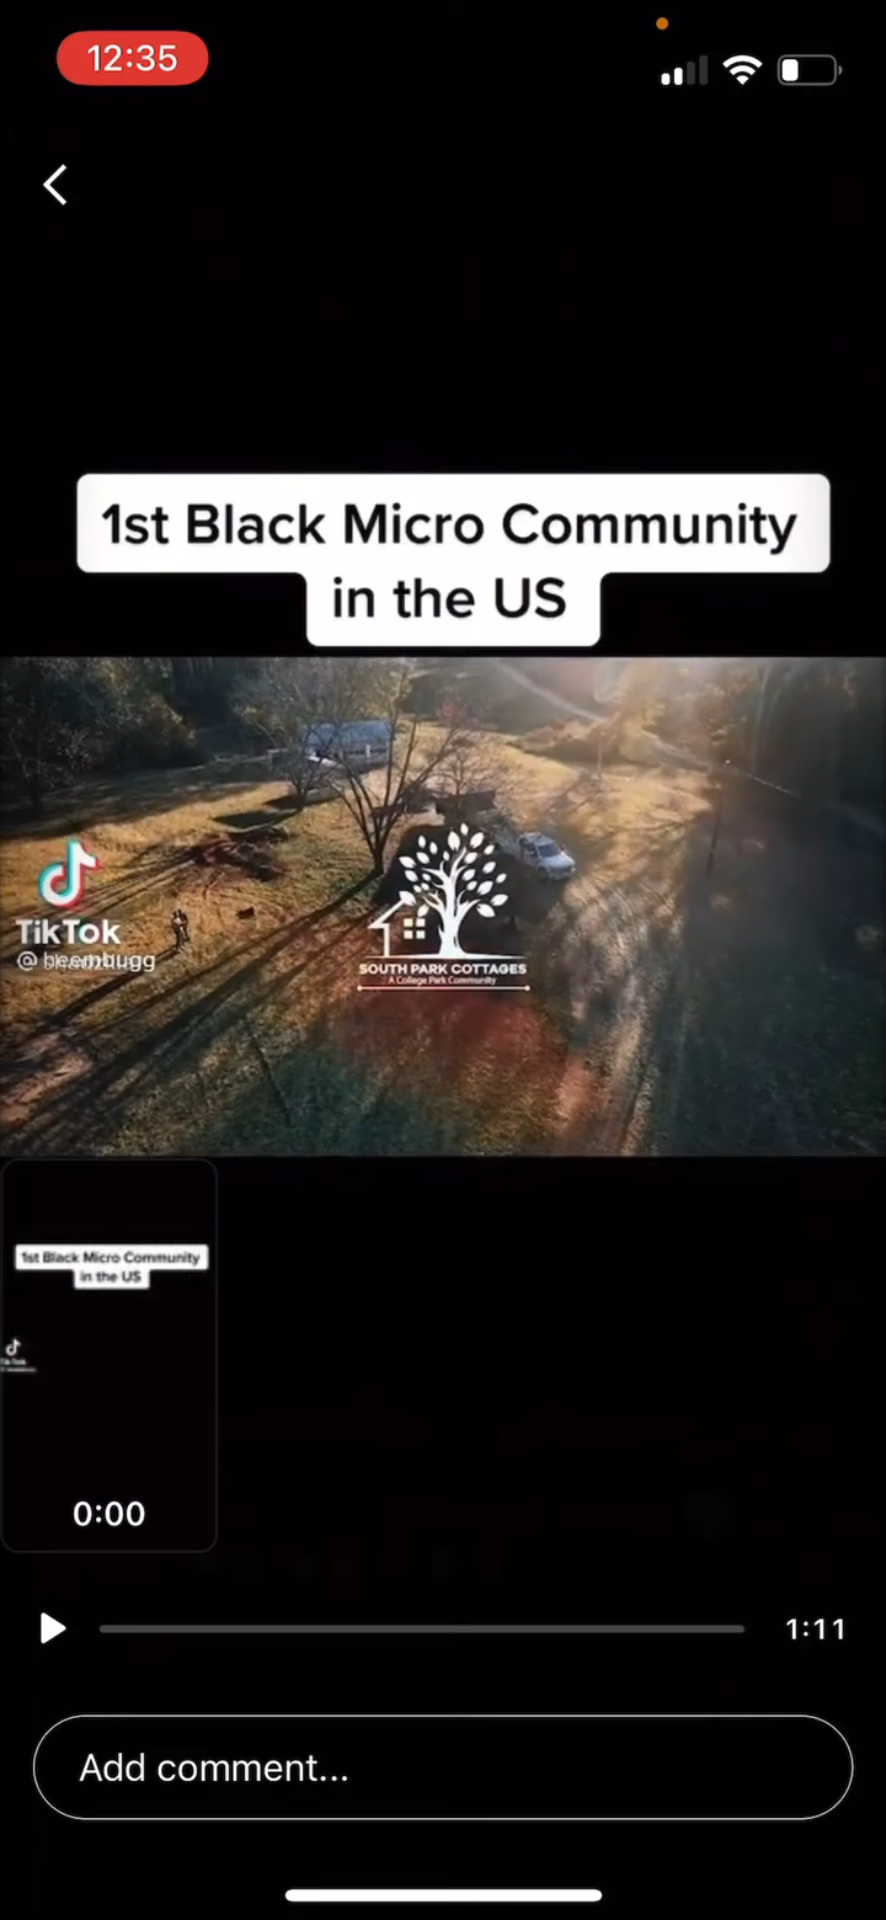 12:35
1st Black Micro Community
in the US
TikTok
SOUTH PARK COTTAGES
A College Park Community
1st Black Micro Community
in the US
0:00
1:11
Add comment...